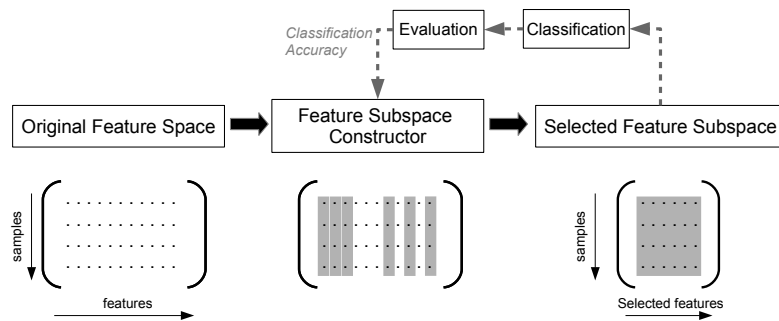 Classification
Accuracy
Evaluation
Classification
Original Feature Space
Feature Subspace
Constructor
Selected Feature Subspace
samples
features
samples
Selected features